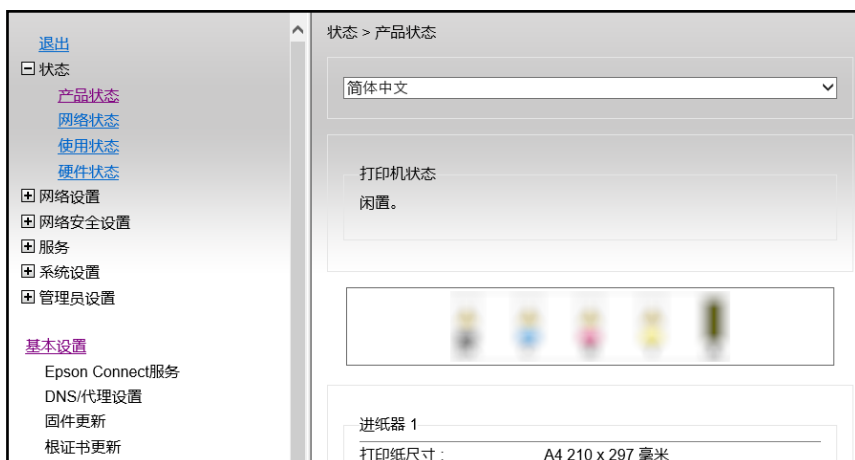 退出
状态
产品状态
网络状态
使用状态
硬件状态
网络设置
网络安全设置
服务
系统设置
管理员设置
基本设置
Epson Connect服务
DNS/代理设置
固件更新
根证书更新
状态 > 产品状态
简体中文
打印机状态
闲置。
进纸器 1
打印纸尺寸 : A4 210 x 297 毫米